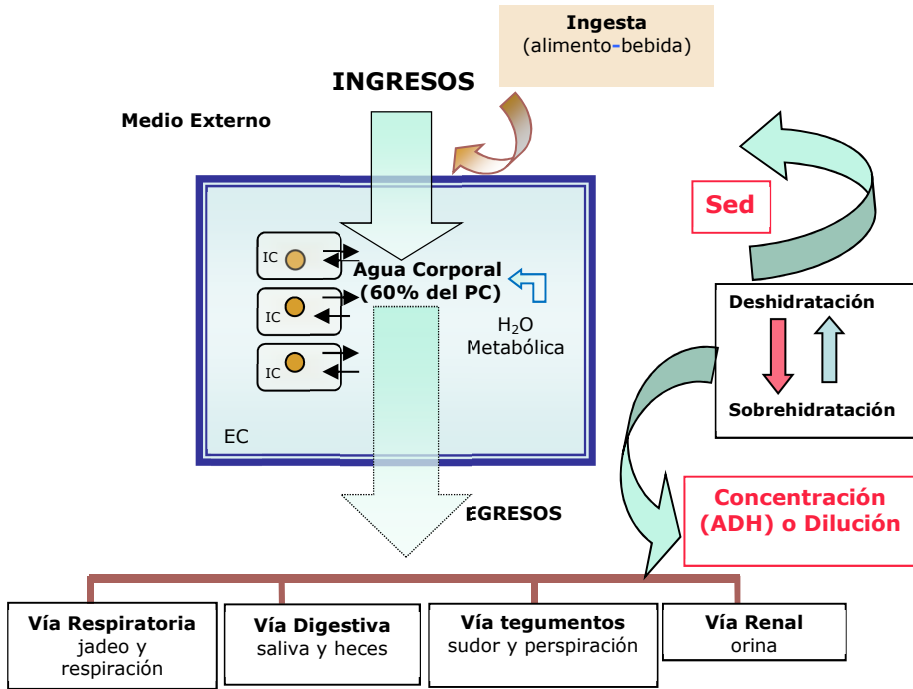 Ingesta
(alimento-bebida)
INGRESOS
Medio Externo
Sed
IC
Agua Corporal
(60% del PC)
IC
H₂O
Metabólica
IC
EC
Deshidratación
Sobrehidratación
EGRESOS
Concentración
(ADH) o Dilución
Vía Respiratoria
jadeo y
respiración
Vía Digestiva
saliva y heces
Vía tegumentos
sudor y perspiración
Vía Renal
orina